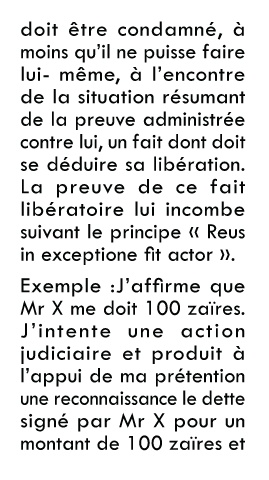 doit être condamné, à
moins qu'il ne puisse faire
lui- même, à l'encontre
de la situation résumant
de la preuve administrée
contre lui, un fait dont doit
se déduire sa libération.
La preuve de ce fait
libératoire lui incombe
suivant le principe « Reus
in exceptione fit actor ».
Exemple :J'affirme que
Mr X me doit 100 zaïres.
J'intente une action
judiciaire et produit à
l'appui de ma prétention
une reconnaissance le dette
signé par Mr X pour un
montant de 100 zaïres et